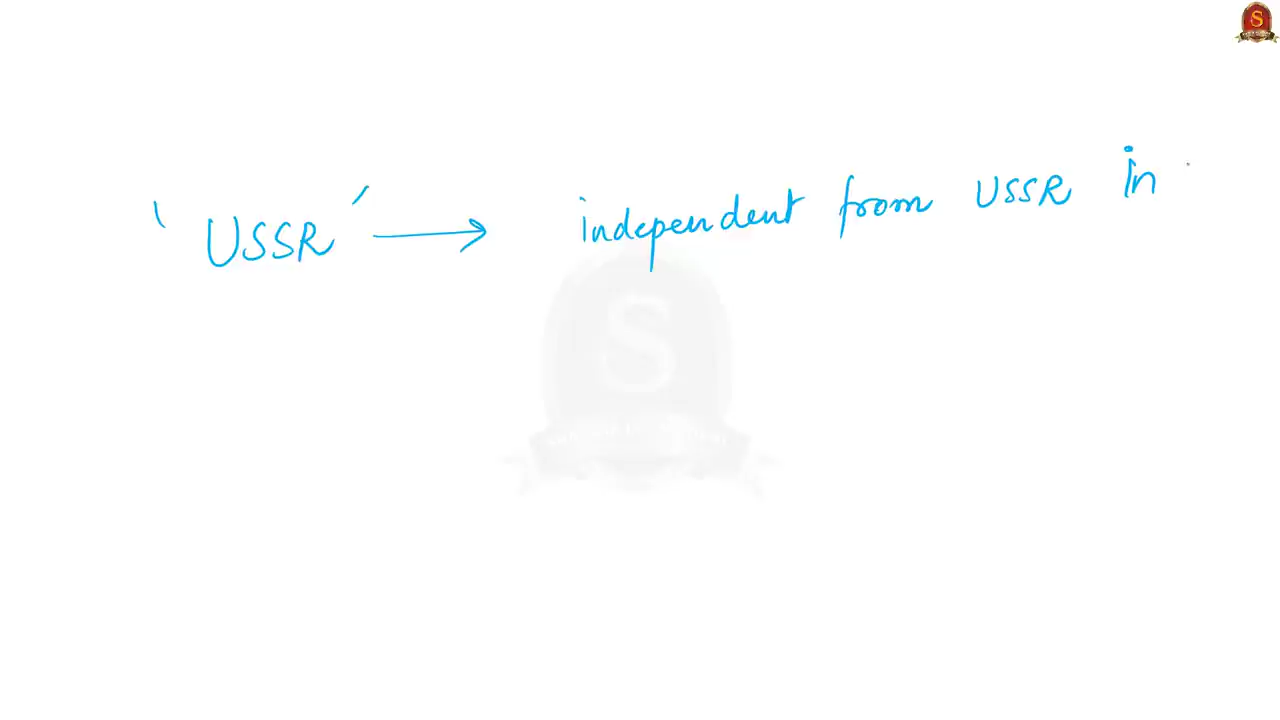 'USSR' → independent from USSR in
S